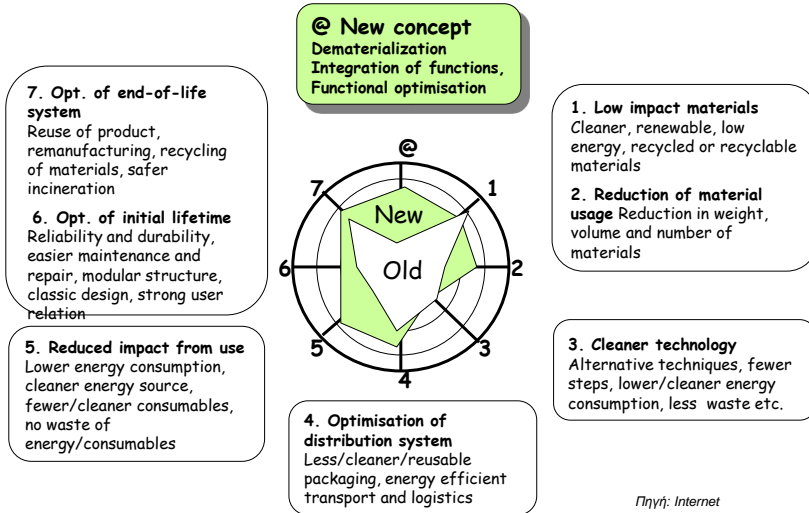 @ New concept
Dematerialization
Integration of functions,
Functional optimisation
7. Opt. of end-of-life
system
Reuse of product,
remanufacturing, recycling
of materials, safer
incineration
6. Opt. of initial lifetime
Reliability and durability,
easier maintenance and
repair, modular structure,
classic design, strong user
relation
5. Reduced impact from use
Lower energy consumption,
cleaner energy source,
fewer/cleaner consumables,
no waste of
energy/consumables
@
7
1
New
6
Old
2
5
3
4
1. Low impact materials
Cleaner, renewable, low
energy, recycled or recyclable
materials
2. Reduction of material
usage Reduction in weight,
volume and number of
materials
3. Cleaner technology
Alternative techniques, fewer
steps, lower/cleaner energy
consumption, less waste etc.
4. Optimisation of
distribution system
Less/cleaner/reusable
packaging, energy efficient
transport and logistics
Πηγή: Internet